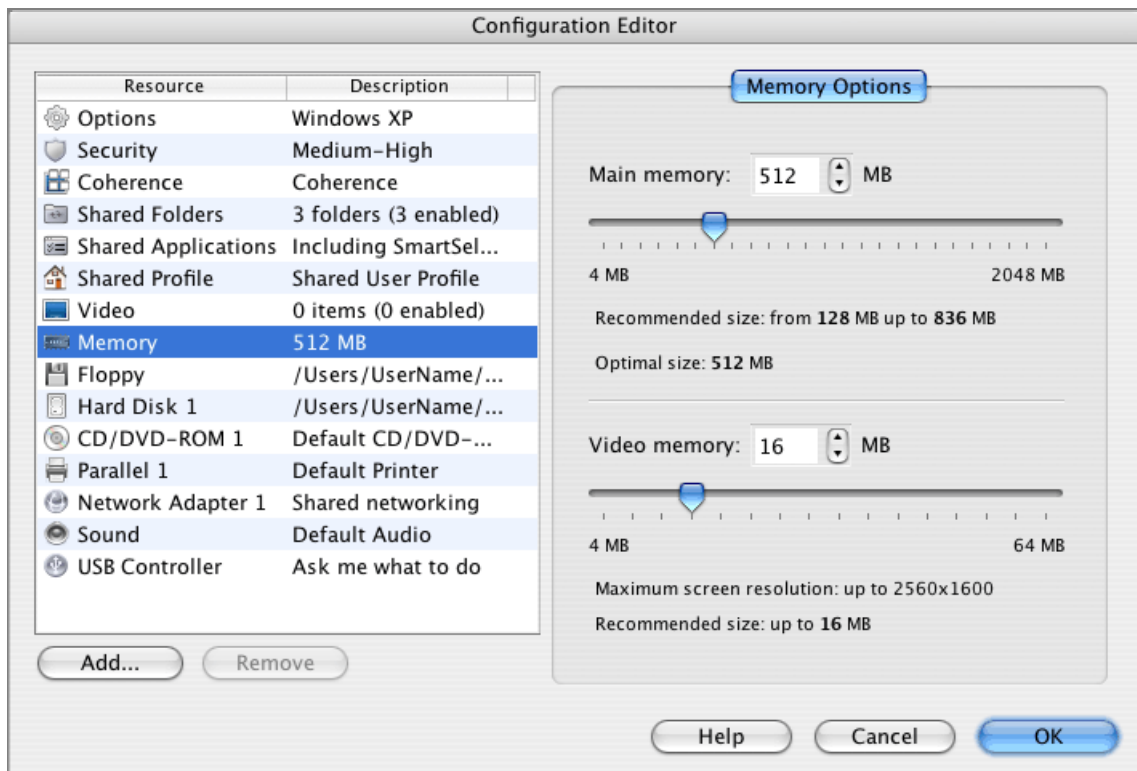 Configuration Editor
Resource Description
Options Windows XP
Security Medium-High
Coherence Coherence
Shared Folders 3 folders (3 enabled)
Shared Applications Including SmartSel...
Shared Profile Shared User Profile
Video 0 items (0 enabled)
Memory 512 MB
Floppy /Users/UserName/...
Hard Disk 1 /Users/UserName/...
CD/DVD-ROM 1 Default CD/DVD-...
Parallel 1 Default Printer
Network Adapter 1 Shared networking
Sound Default Audio
USB Controller Ask me what to do
Add... Remove
Memory Options
Main memory: 512 MB
4 MB 2048 MB
Recommended size: from 128 MB up to 836 MB
Optimal size: 512 MB
Video memory: 16 MB
4 MB 64 MB
Maximum screen resolution: up to 2560x1600
Recommended size: up to 16 MB
Help Cancel OK